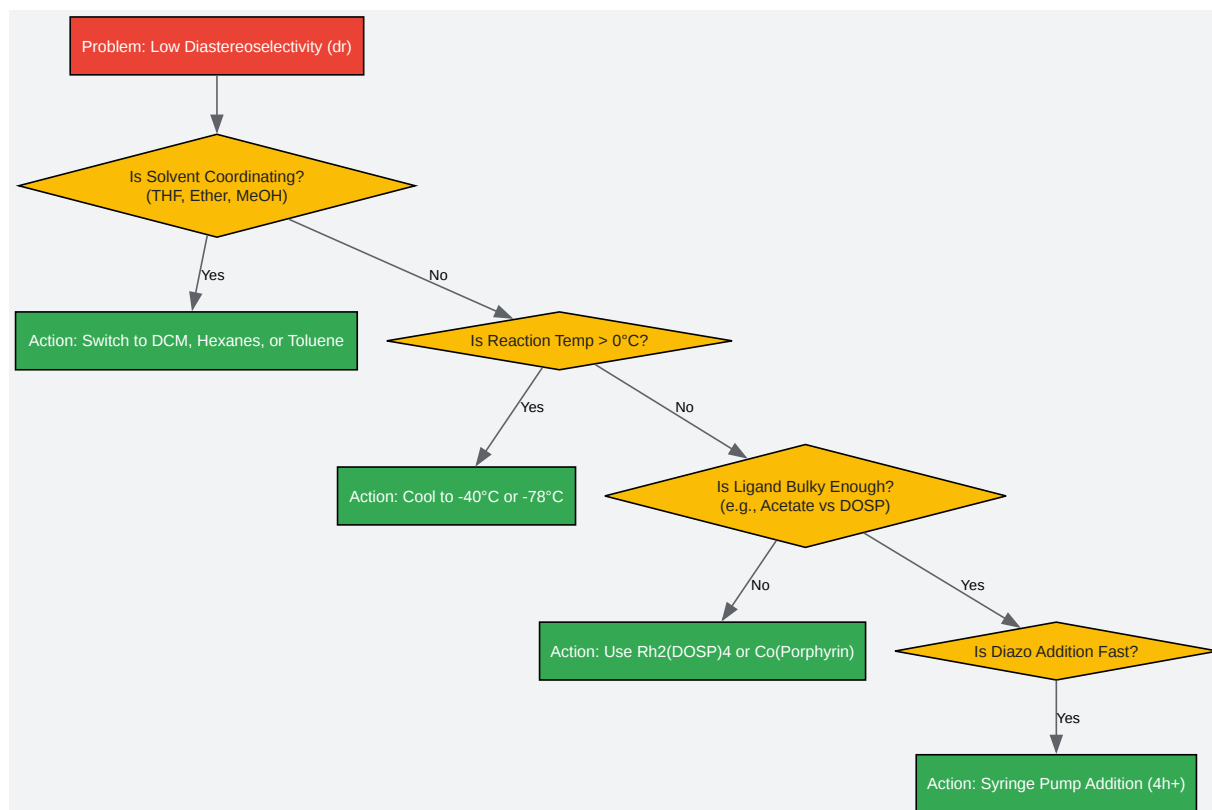 Problem: Low Diastereoselectivity (dr)
Is Solvent Coordinating?
(THF, Ether, MeOH)
Yes
No
Action: Switch to DCM, Hexanes, or Toluene
Is Reaction Temp > 0°C?
Yes
No
Action: Cool to -40°C or -78°C
Is Ligand Bulky Enough?
(e.g., Acetate vs DOSP)
No
Yes
Action: Use Rh2(DOSP)4 or Co(Porphyrin)
Is Diazo Addition Fast?
Yes
Action: Syringe Pump Addition (4h+)